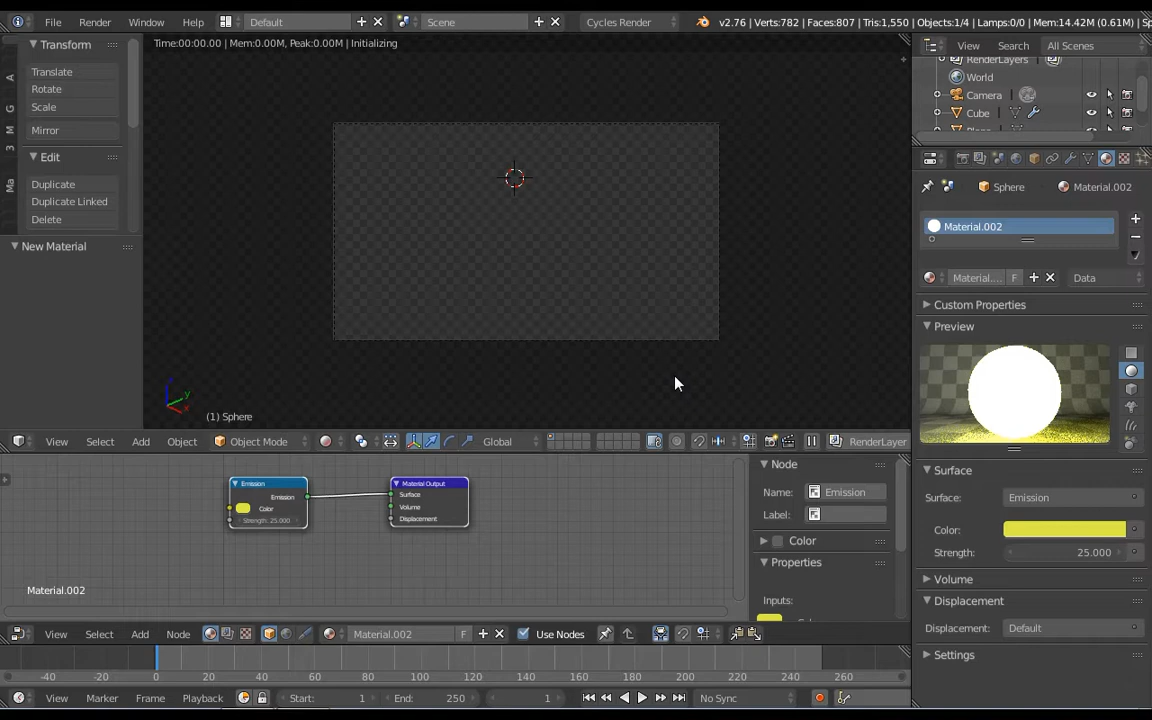 File Render Window Help Default Scene Cycles Render v2.76 | Verts:782 | Faces:807 | Tris:1,550 | Objects:1/4 | Lamps:0/0 | Mem:14.42M (0.61M) | Sp
Transform
Translate
Rotate
Scale
Mirror
Edit
Duplicate
Duplicate Linked
Delete
New Material
A
G
M
3
Ma
Time:00:00.00 | Mem:0.00M, Peak:0.00M | Initializing
(1) Sphere
View Select Add Object Object Mode Global RenderLayer
View Search All Scenes
RenderLayers
World
Camera
Cube
Sphere Material.002
Material.002
Material.... F Data
Custom Properties
Preview
Surface
Surface: Emission
Color:
Strength: 25.000
Volume
Displacement
Displacement: Default
Settings
Emission
Emission
Color
Strength: 25.000
Material Output
Surface
Volume
Displacement
Material.002
Node
Name: Emission
Label:
Color
Properties
Inputs:
View Select Add Node Material.002 F Use Nodes
-40 -20 0 20 40 60 80 100 120 140 160 180 200 220 240 260
View Marker Frame Playback Start: 1 End: 250 1 No Sync